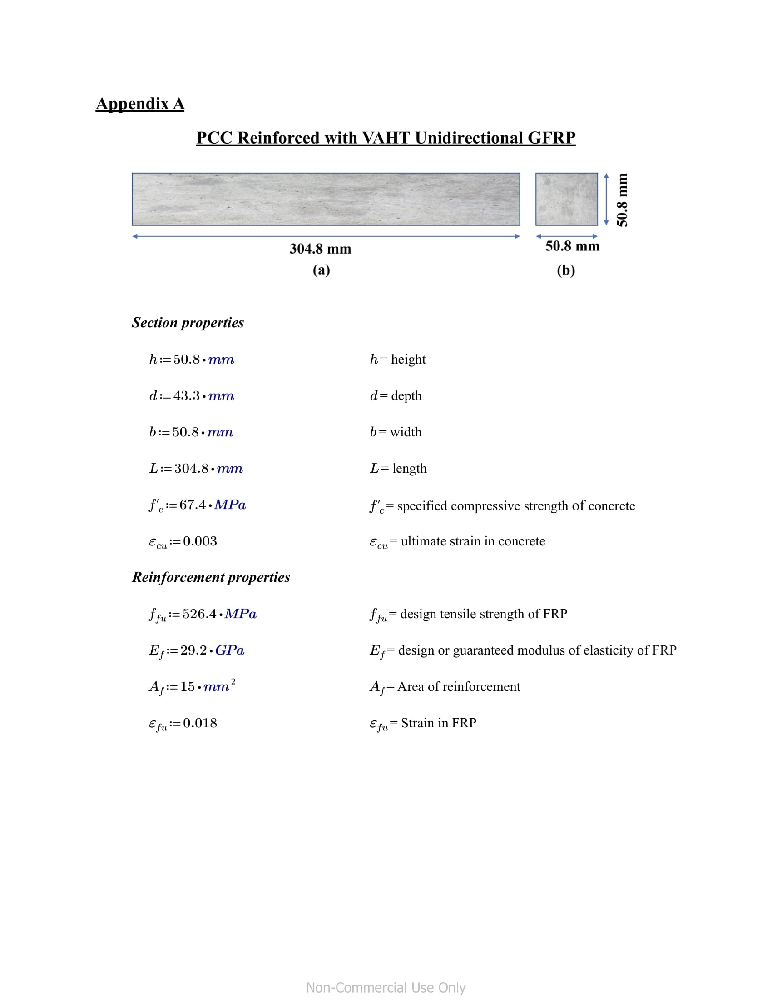 Appendix A
PCC Reinforced with VAHT Unidirectional GFRP
50.8 mm
304.8 mm
50.8 mm
(a)
(b)
Section properties
h≔50.8⋅mm h= height
d≔43.3⋅mm d= depth
b≔50.8⋅mm b= width
L≔304.8⋅mm L= length
f'c≔67.4⋅MPa f'c= specified compressive strength of concrete
εcu≔0.003 εcu= ultimate strain in concrete
Reinforcement properties
ffu≔526.4⋅MPa ffu= design tensile strength of FRP
Ef≔29.2⋅GPa Ef= design or guaranteed modulus of elasticity of FRP
Af≔15⋅mm² Af= Area of reinforcement
εfu≔0.018 εfu= Strain in FRP
Non-Commercial Use Only